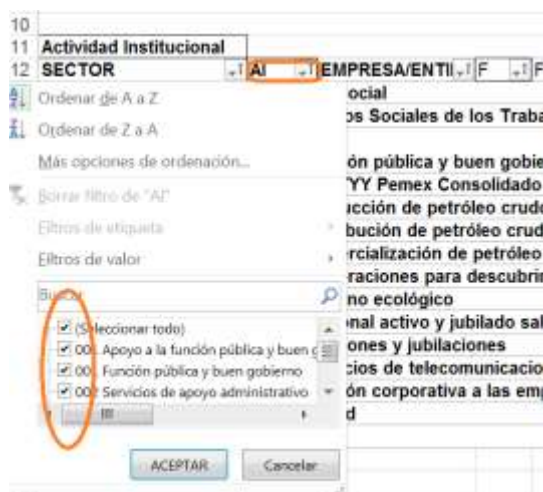 10
11 Actividad Institucional
12 SECTOR AI EMPRESA/ENTI F F
Ordenar de A a Z ocial
Ordenar de Z a A os Sociales de los Traba
Más opciones de ordenación...
Borrar filtro de "AI" ón pública y buen gobie
YY Pemex Consolidado
Filtros de etiqueta ucción de petróleo crudo
bución de petróleo crud
Filtros de valor rcialización de petróleo
raciones para descubrir
Buscar no ecológico
(Seleccionar todo) onal activo y jubilado sal
Apoyo a la función pública y buen g ones y jubilaciones
Función pública y buen gobierno cios de telecomunicacio
002 Servicios de apoyo administrativo ón corporativa a las emp
d
ACEPTAR Cancelar